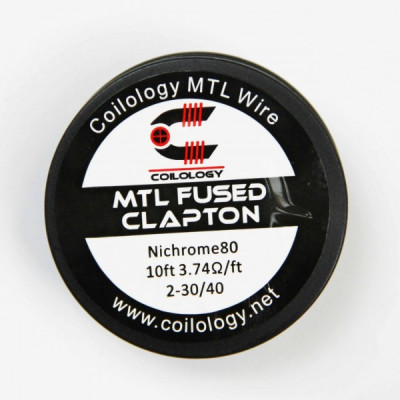 Coilology MTL Wire
COILOLOGY
MTL FUSED
CLAPTON
Nichrome80
10ft 3.74Ω/ft
2-30/40
www.coilology.net